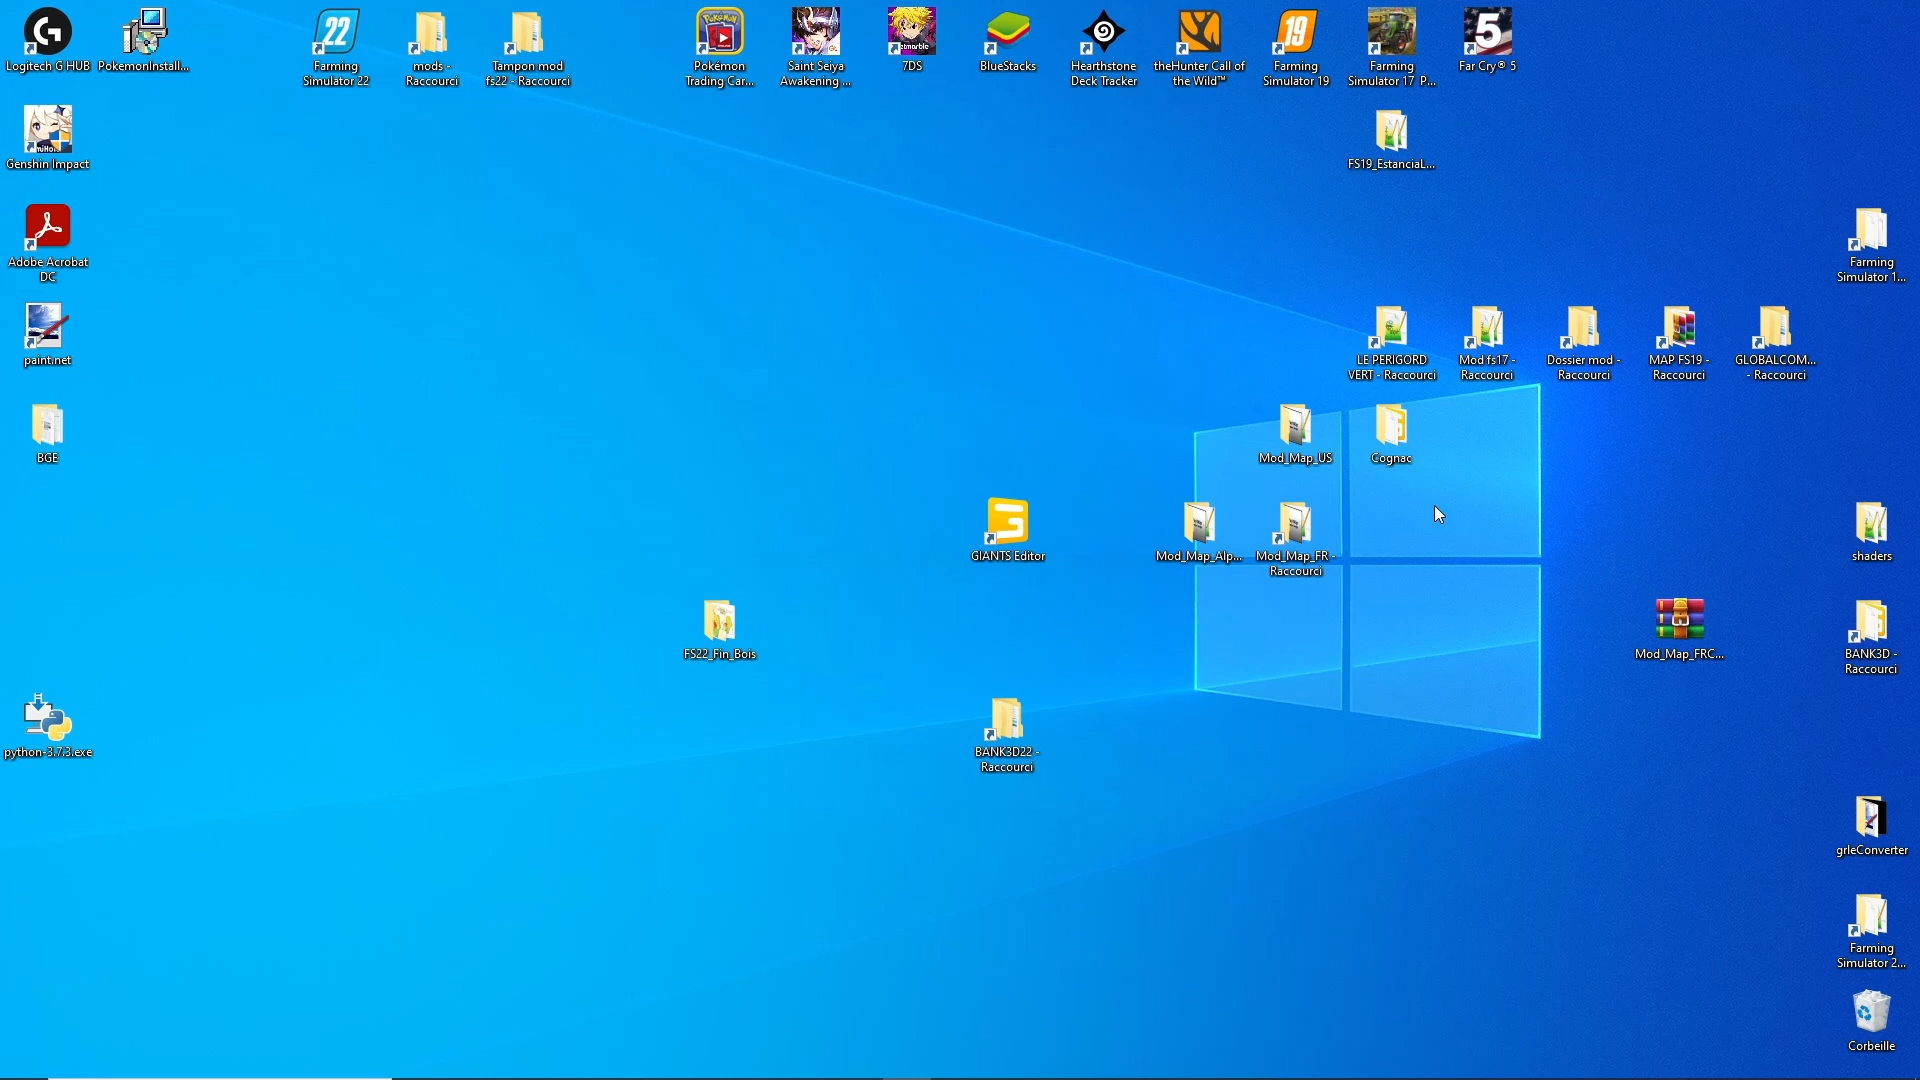 Logitech G HUB
PokemonInstall...
22
Farming
Simulator 22
mods -
Raccourci
Tampon mod
fs22 - Raccourci
Pokémon
Trading Car...
Saint Seiya
Awakening ...
7DS
BlueStacks
Hearthstone
Deck Tracker
theHunter Call of
the Wild™
19
Farming
Simulator 19
Farming
Simulator 17 P...
5
Far Cry® 5
Genshin Impact
FS19_EstanciaL...
Adobe Acrobat
DC
Farming
Simulator 1...
paint.net
LE PERIGORD
VERT - Raccourci
Mod fs17 -
Raccourci
Dossier mod -
Raccourci
MAP FS19 -
Raccourci
GLOBALCOM...
- Raccourci
BGE
Mod_Map_US
Cognac
GIANTS Editor
Mod_Map_Alp...
Mod_Map_FR -
Raccourci
shaders
FS22_Fin_Bois
Mod_Map_FRC...
BANK3D -
Raccourci
python-3.7.3.exe
BANK3D22 -
Raccourci
grleConverter
Farming
Simulator 2...
Corbeille